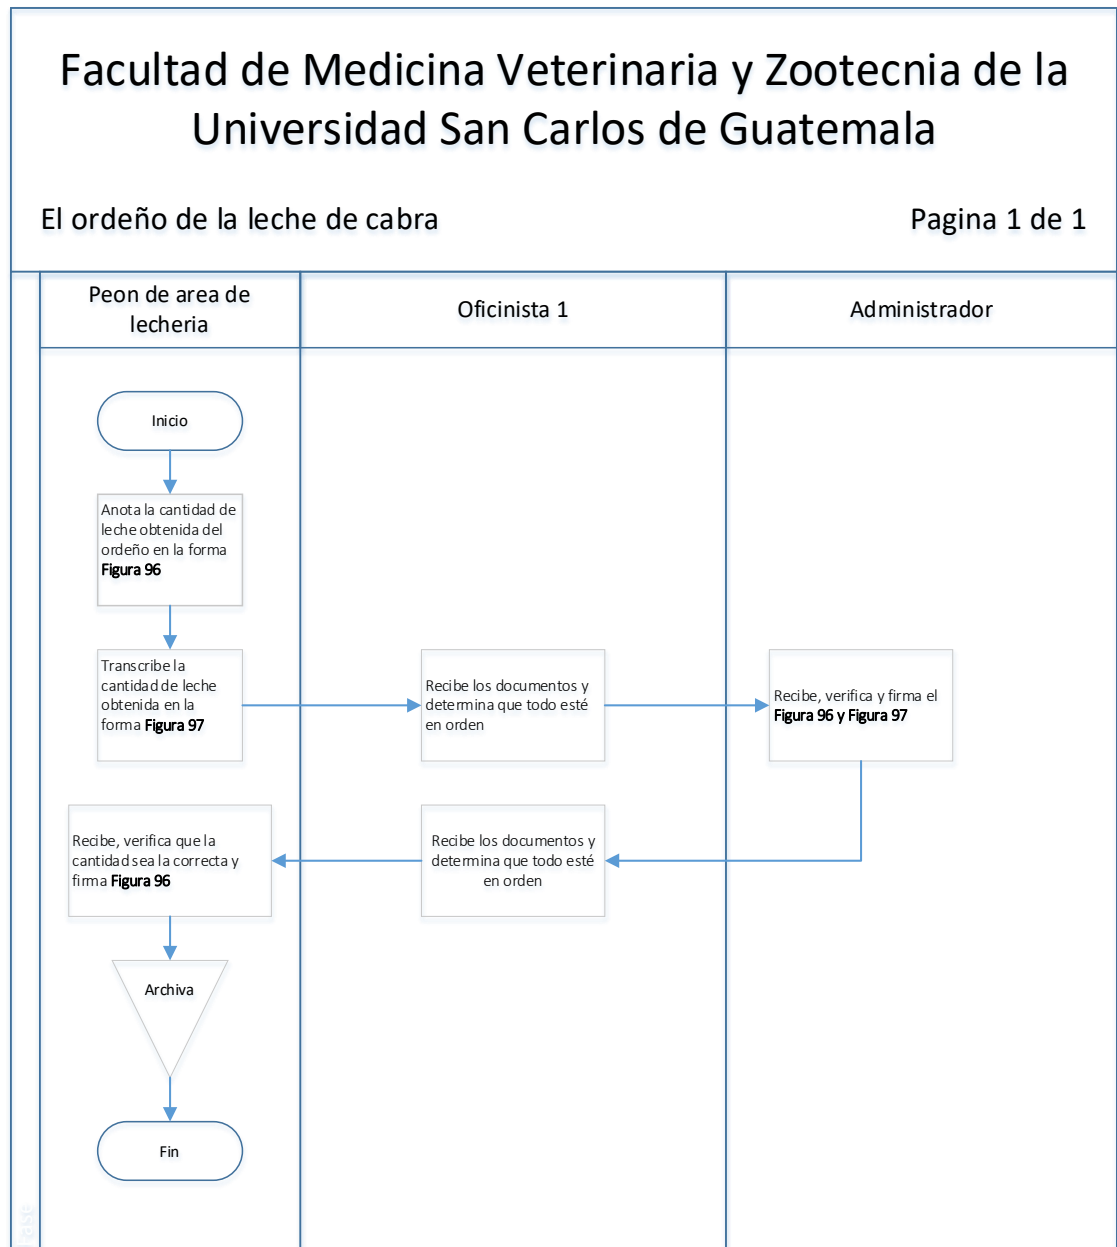 Facultad de Medicina Veterinaria y Zootecnia de la
Universidad San Carlos de Guatemala
El ordeño de la leche de cabra
Pagina 1 de 1
Peon de area de
lecheria
Oficinista 1
Administrador
Inicio
Anota la cantidad de
leche obtenida del
ordeño en la forma
Figura 96
Transcribe la
cantidad de leche
obtenida en la
forma Figura 97
Recibe los documentos y
determina que todo esté
en orden
Recibe, verifica y firma el
Figura 96 y Figura 97
Recibe los documentos y
determina que todo esté
en orden
Recibe, verifica que la
cantidad sea la correcta y
firma Figura 96
Archiva
Fin